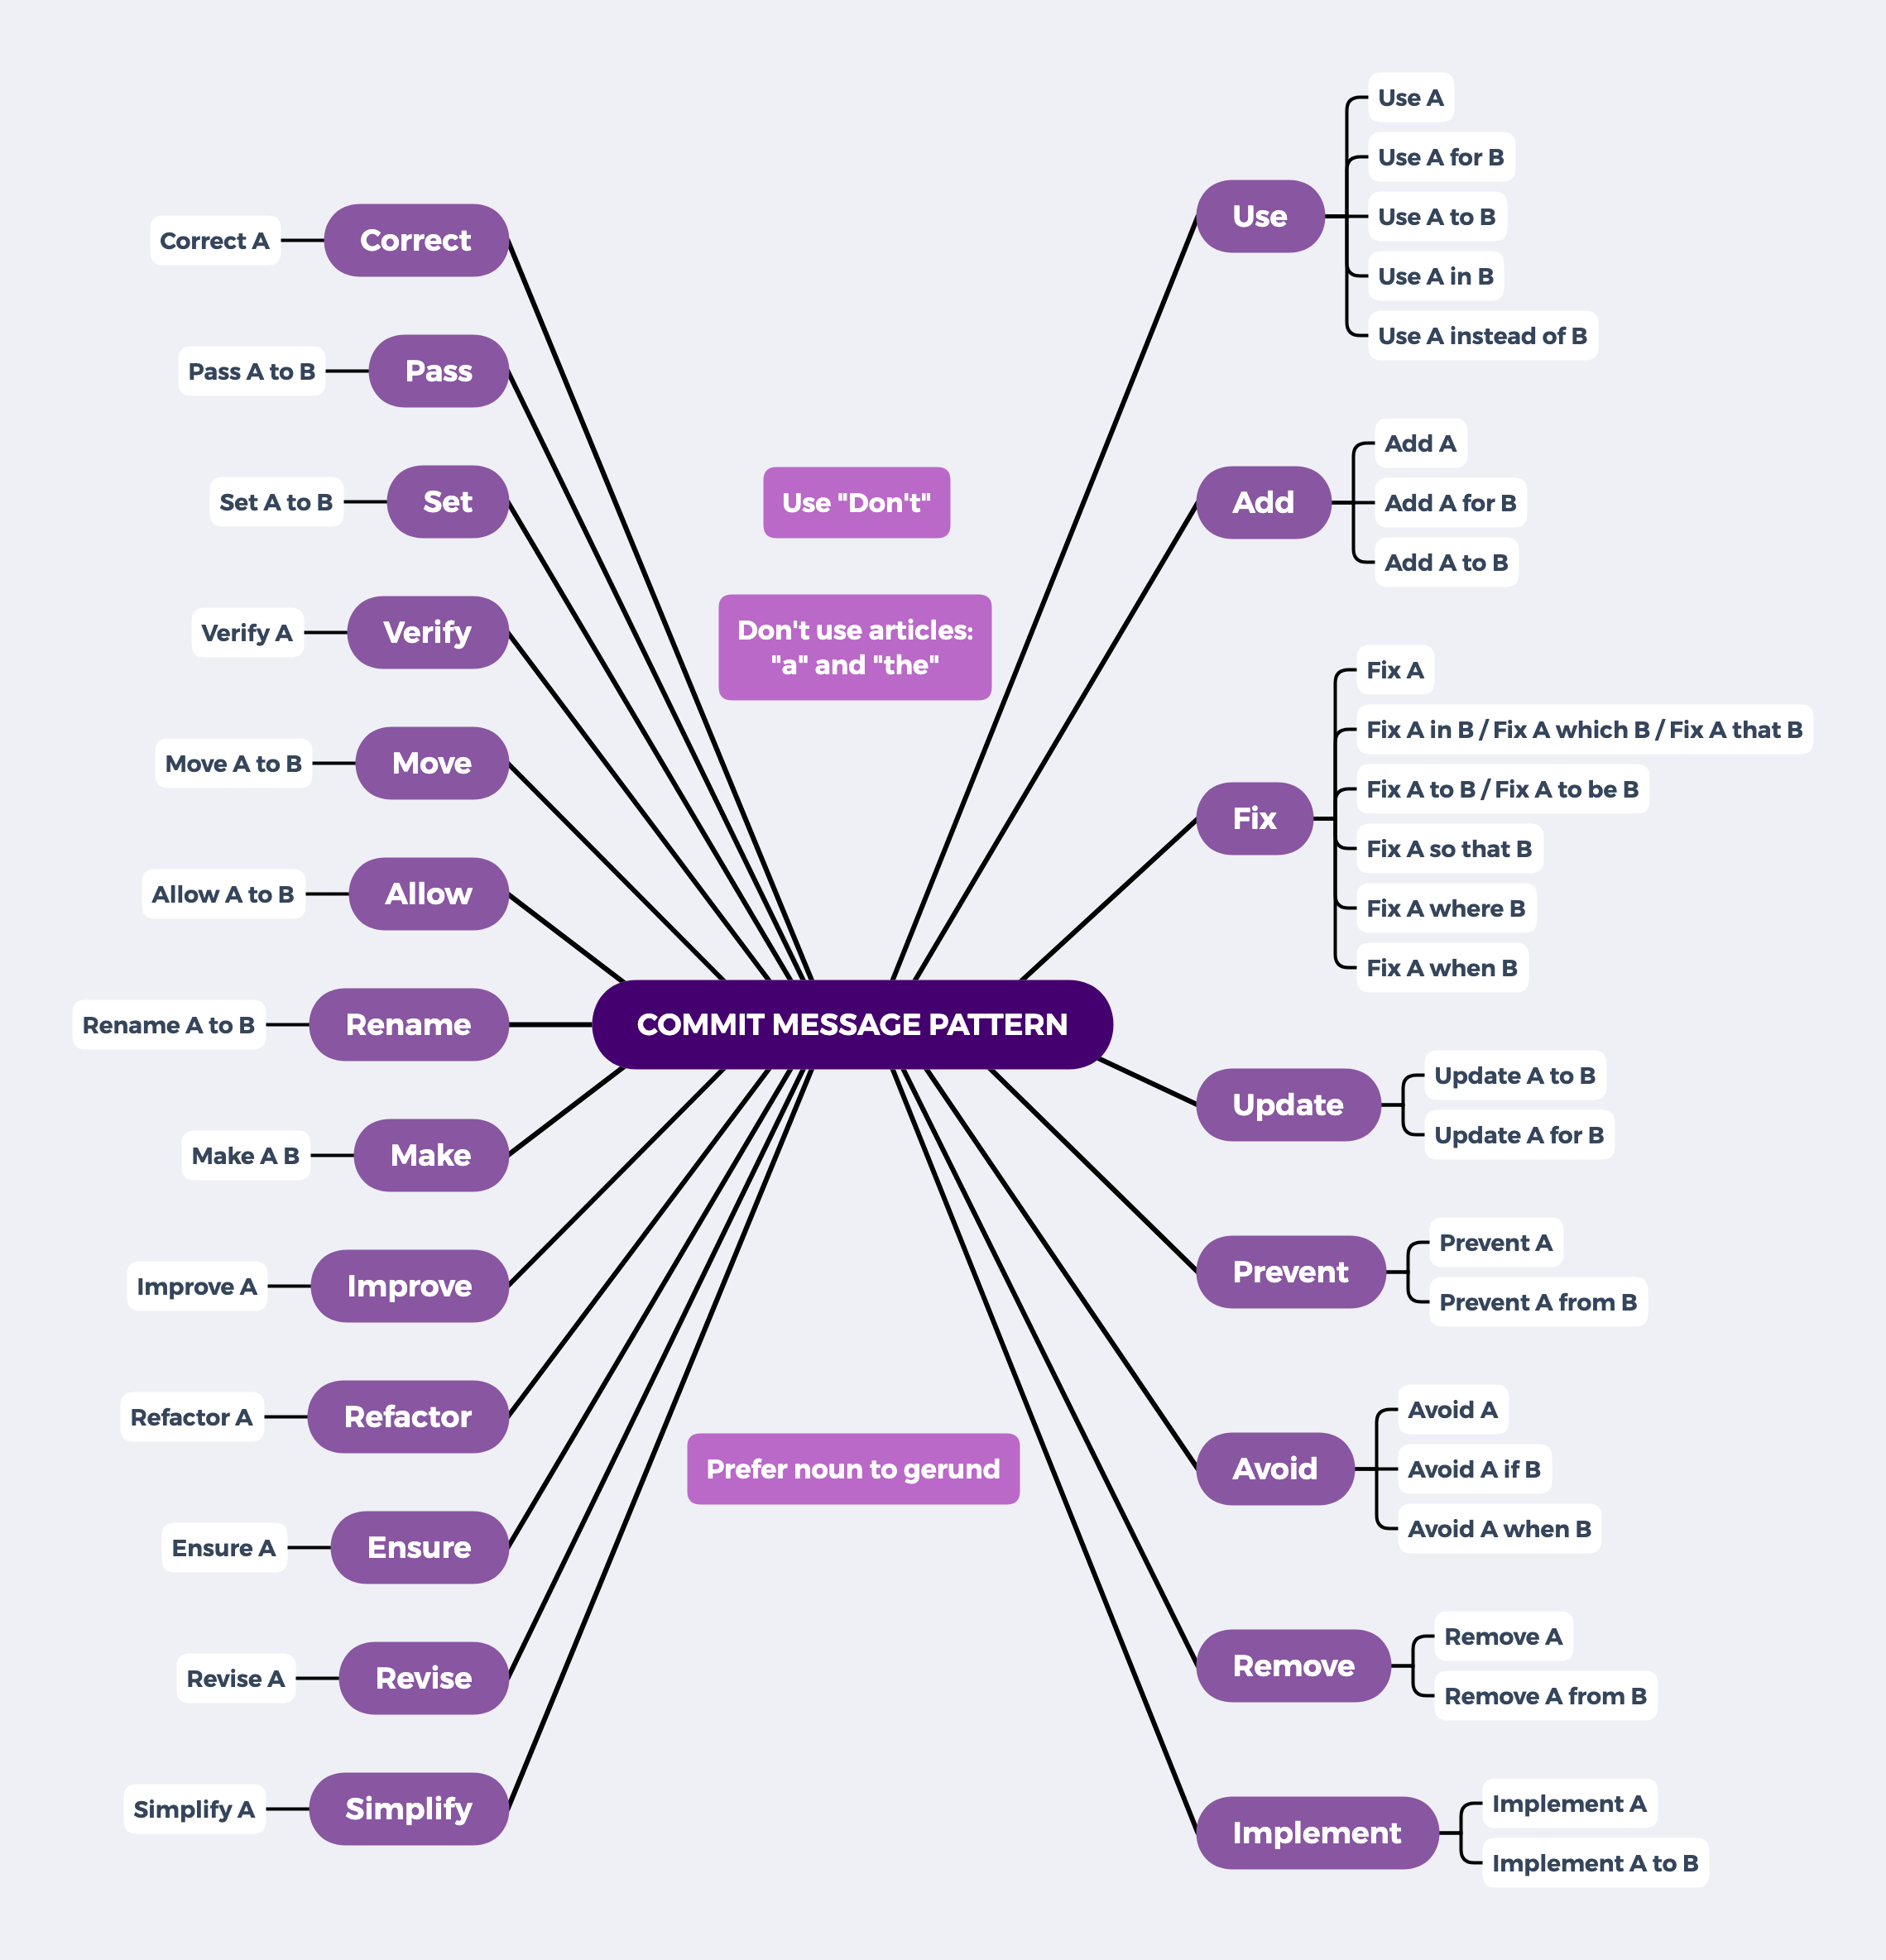 Use
Use A
Use A for B
Use A to B
Use A in B
Use A instead of B
Add
Add A
Add A for B
Add A to B
Fix
Fix A
Fix A in B / Fix A which B / Fix A that B
Fix A to B / Fix A to be B
Fix A so that B
Fix A where B
Fix A when B
Update
Update A to B
Update A for B
Prevent
Prevent A
Prevent A from B
Avoid
Avoid A
Avoid A if B
Avoid A when B
Remove
Remove A
Remove A from B
Implement
Implement A
Implement A to B
COMMIT MESSAGE PATTERN
Use "Don't"
Don't use articles:
"a" and "the"
Prefer noun to gerund
Correct A
Correct
Pass A to B
Pass
Set A to B
Set
Verify A
Verify
Move A to B
Move
Allow A to B
Allow
Rename A to B
Rename
Make A B
Make
Improve A
Improve
Refactor A
Refactor
Ensure A
Ensure
Revise A
Revise
Simplify A
Simplify